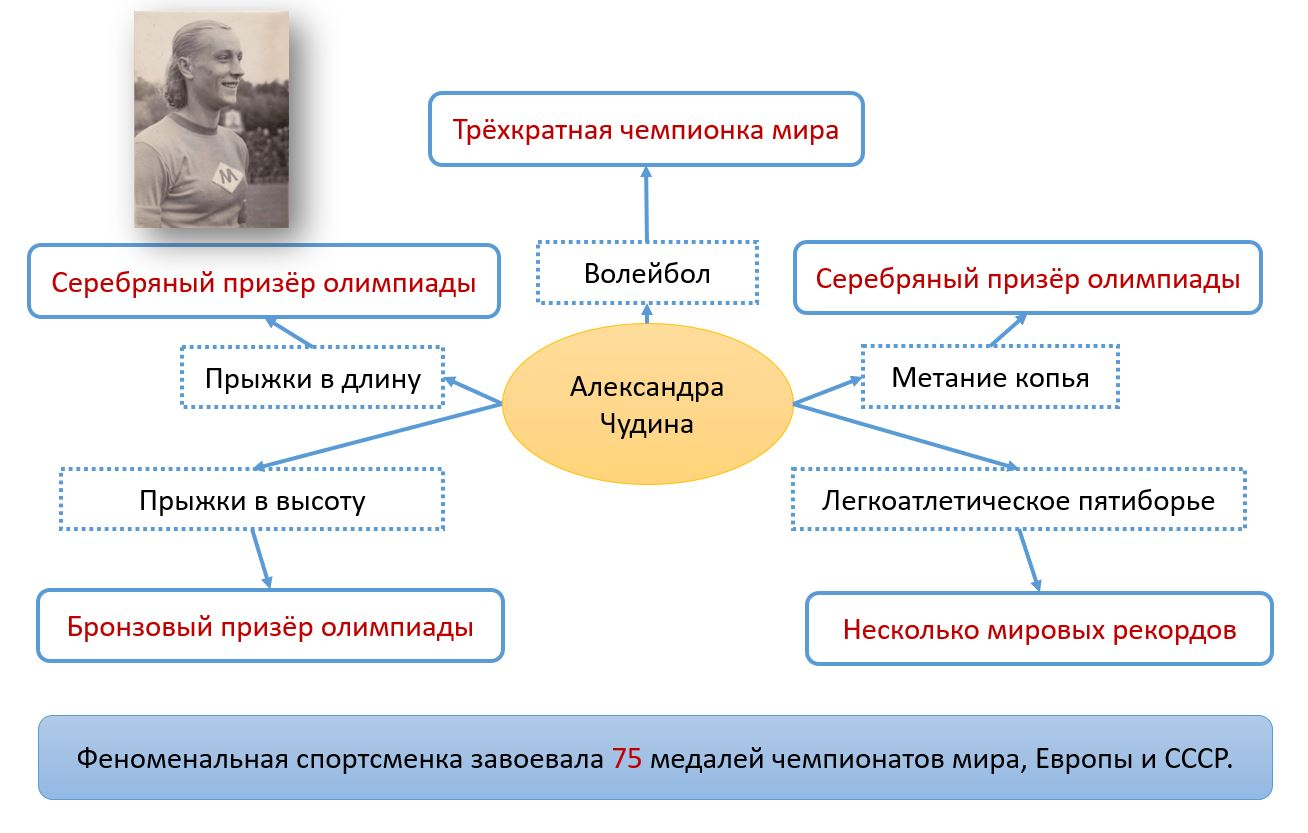 М
Трёхкратная чемпионка мира
Серебряный призёр олимпиады
Волейбол
Серебряный призёр олимпиады
Прыжки в длину
Александра
Чудина
Метание копья
Прыжки в высоту
Легкоатлетическое пятиборье
Бронзовый призёр олимпиады
Несколько мировых рекордов
Феноменальная спортсменка завоевала 75 медалей чемпионатов мира, Европы и СССР.